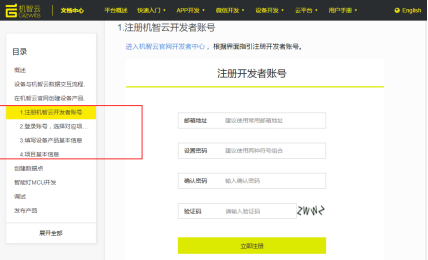 机智云
Gizwits
文档中心
平台概述
快速入门
APP开发
微信开发
设备开发
云平台
用户手册
English
目录
概述
设备与机智云数据交互流程
在机智云官网创建设备产品
1.注册机智云开发者账号
2.登录账号，选择对应项...
3.填写设备产品基本信息
4.项目基本信息
创建数据点
智能灯MCU开发
调试
发布产品
展开全部
1.注册机智云开发者账号
进入机智云官网开发者中心，根据界面指引注册开发者账号。
注册开发者账号
邮箱地址 建议使用常用邮箱地址
设置密码 建议使用两种符号组合
确认密码 输入确认密码
验证码 请输入验证码
立即注册